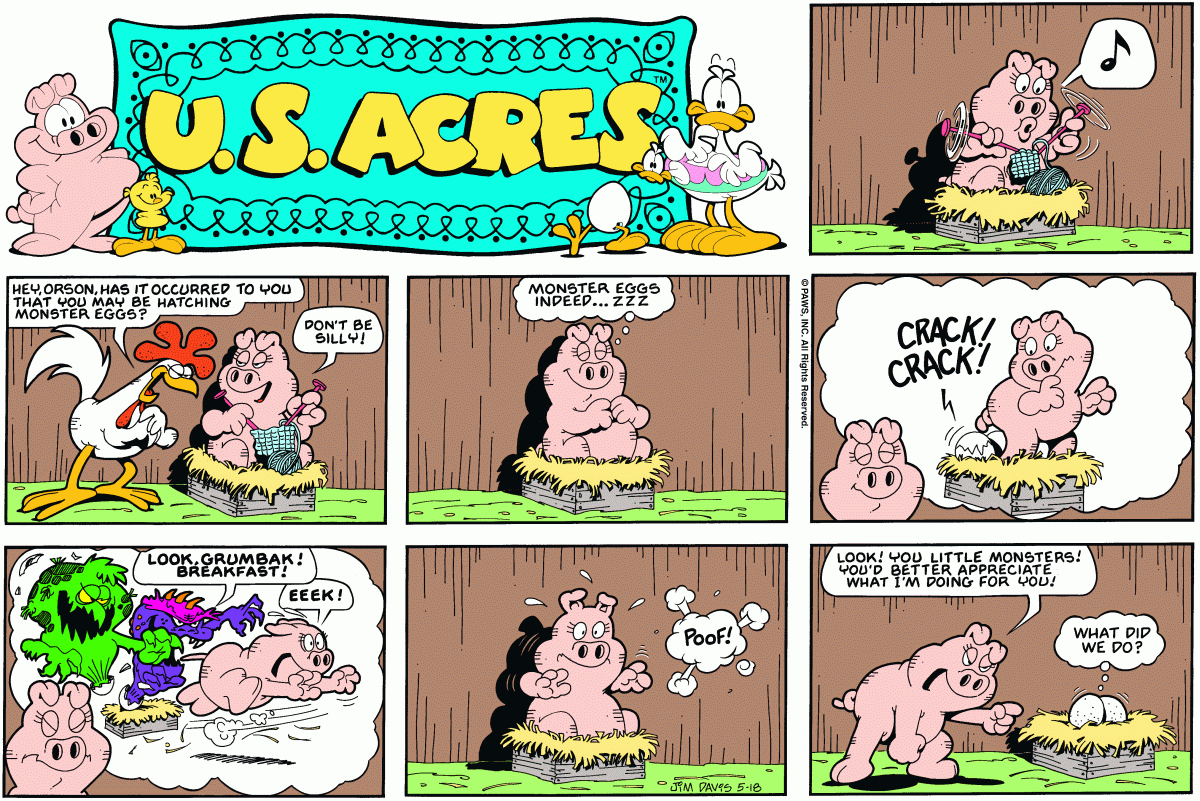 U.S. ACRES
TM
HEY, ORSON, HAS IT OCCURRED TO YOU
THAT YOU MAY BE HATCHING
MONSTER EGGS?
DON'T BE
SILLY!
MONSTER EGGS
INDEED...ZZZ
© PAWS, INC. All Rights Reserved.
CRACK!
CRACK!
LOOK, GRUMBAK!
BREAKFAST!
EEEK!
POOF!
JIM DAVIS 5-18
LOOK! YOU LITTLE MONSTERS!
YOU'D BETTER APPRECIATE
WHAT I'M DOING FOR YOU!
WHAT DID
WE DO?